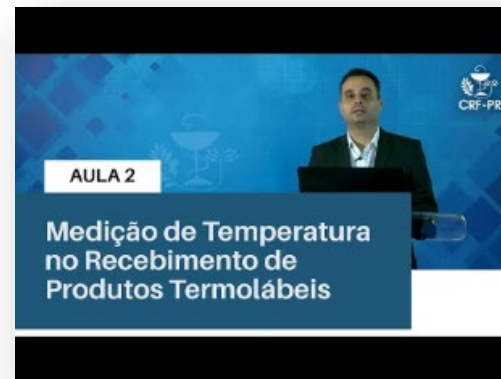 CRF-PR
AULA 2
Medição de Temperatura
no Recebimento de
Produtos Termolábeis